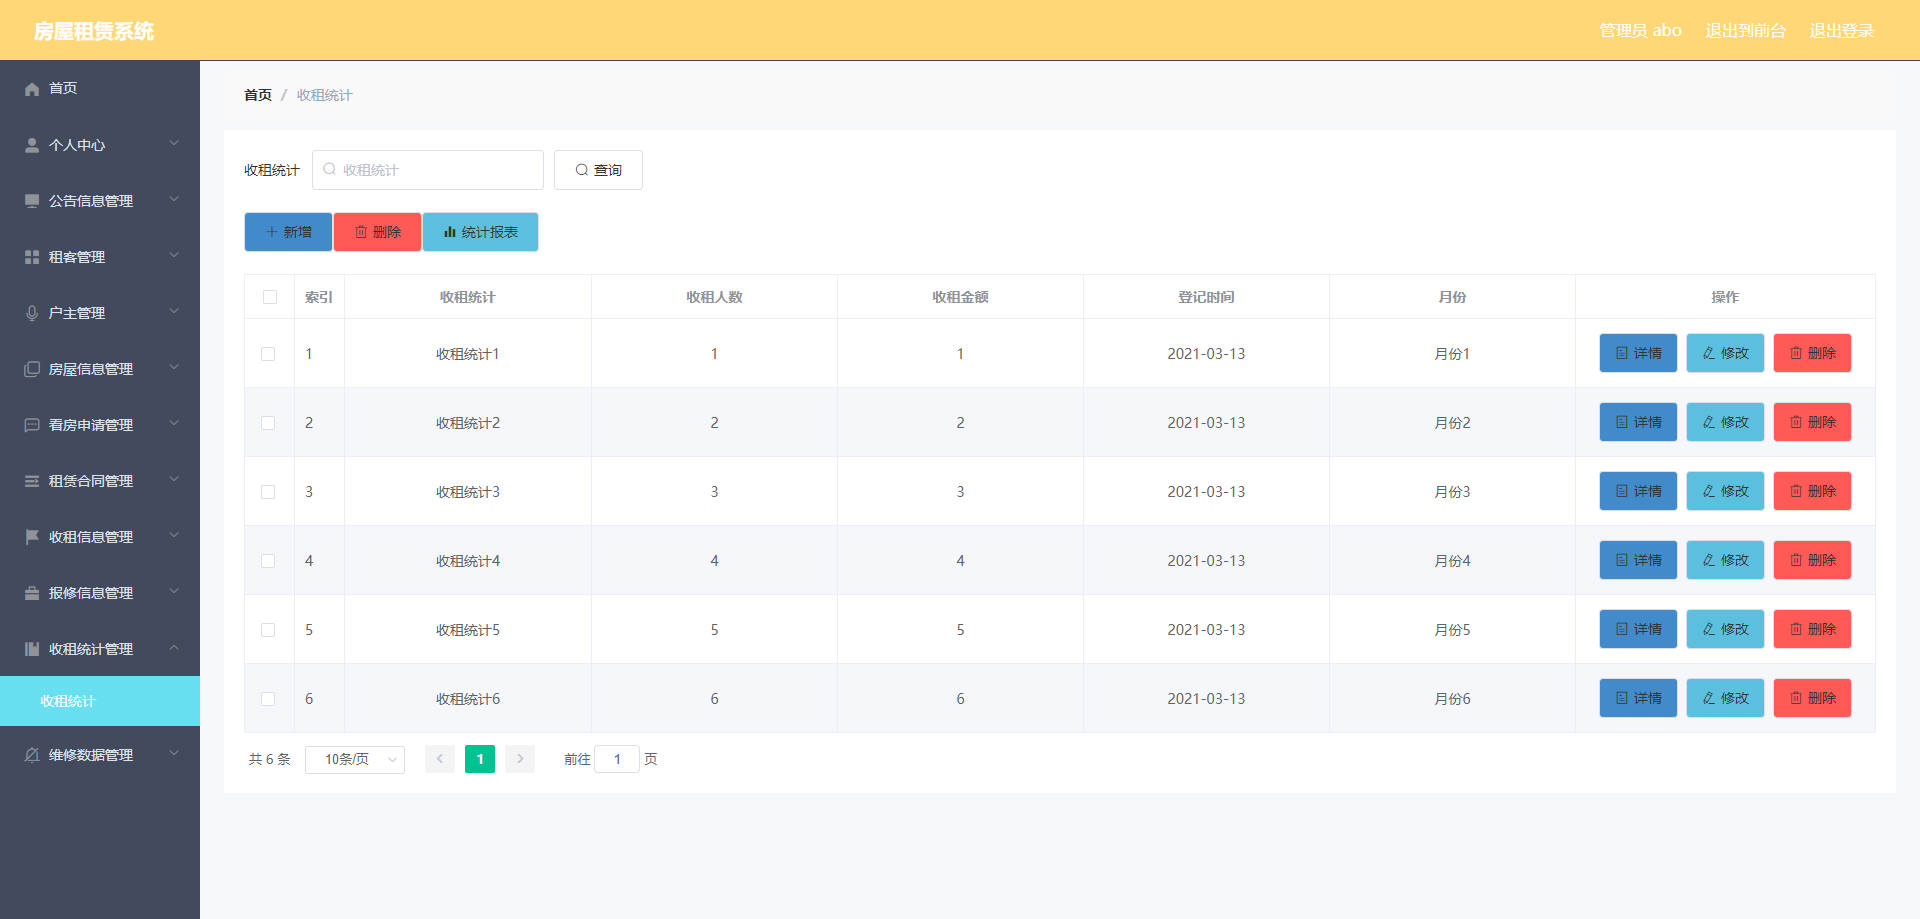 房屋租赁系统
管理员 abo 退出到前台 退出登录
首页
个人中心
公告信息管理
租客管理
户主管理
房屋信息管理
看房申请管理
租赁合同管理
收租信息管理
报修信息管理
收租统计管理
收租统计
维修数据管理
首页 / 收租统计
收租统计 收租统计 查询
新增 删除 统计报表
索引 收租统计 收租人数 收租金额 登记时间 月份 操作
1 收租统计1 1 1 2021-03-13 月份1 详情 修改 删除
2 收租统计2 2 2 2021-03-13 月份2 详情 修改 删除
3 收租统计3 3 3 2021-03-13 月份3 详情 修改 删除
4 收租统计4 4 4 2021-03-13 月份4 详情 修改 删除
5 收租统计5 5 5 2021-03-13 月份5 详情 修改 删除
6 收租统计6 6 6 2021-03-13 月份6 详情 修改 删除
共 6 条 10条/页 1 前往 1 页